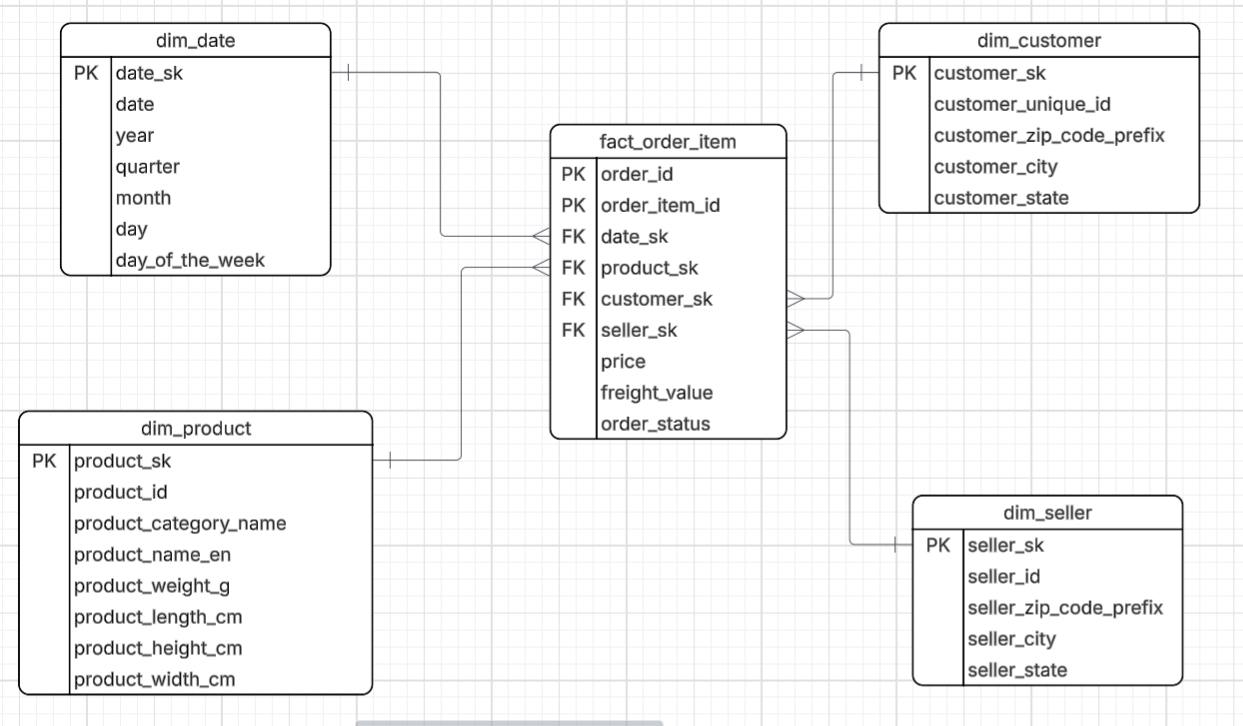 dim_date
PK date_sk
date
year
quarter
month
day
day_of_the_week
dim_customer
PK customer_sk
customer_unique_id
customer_zip_code_prefix
customer_city
customer_state
fact_order_item
PK order_id
PK order_item_id
FK date_sk
FK product_sk
FK customer_sk
FK seller_sk
price
freight_value
order_status
dim_product
PK product_sk
product_id
product_category_name
product_name_en
product_weight_g
product_length_cm
product_height_cm
product_width_cm
dim_seller
PK seller_sk
seller_id
seller_zip_code_prefix
seller_city
seller_state